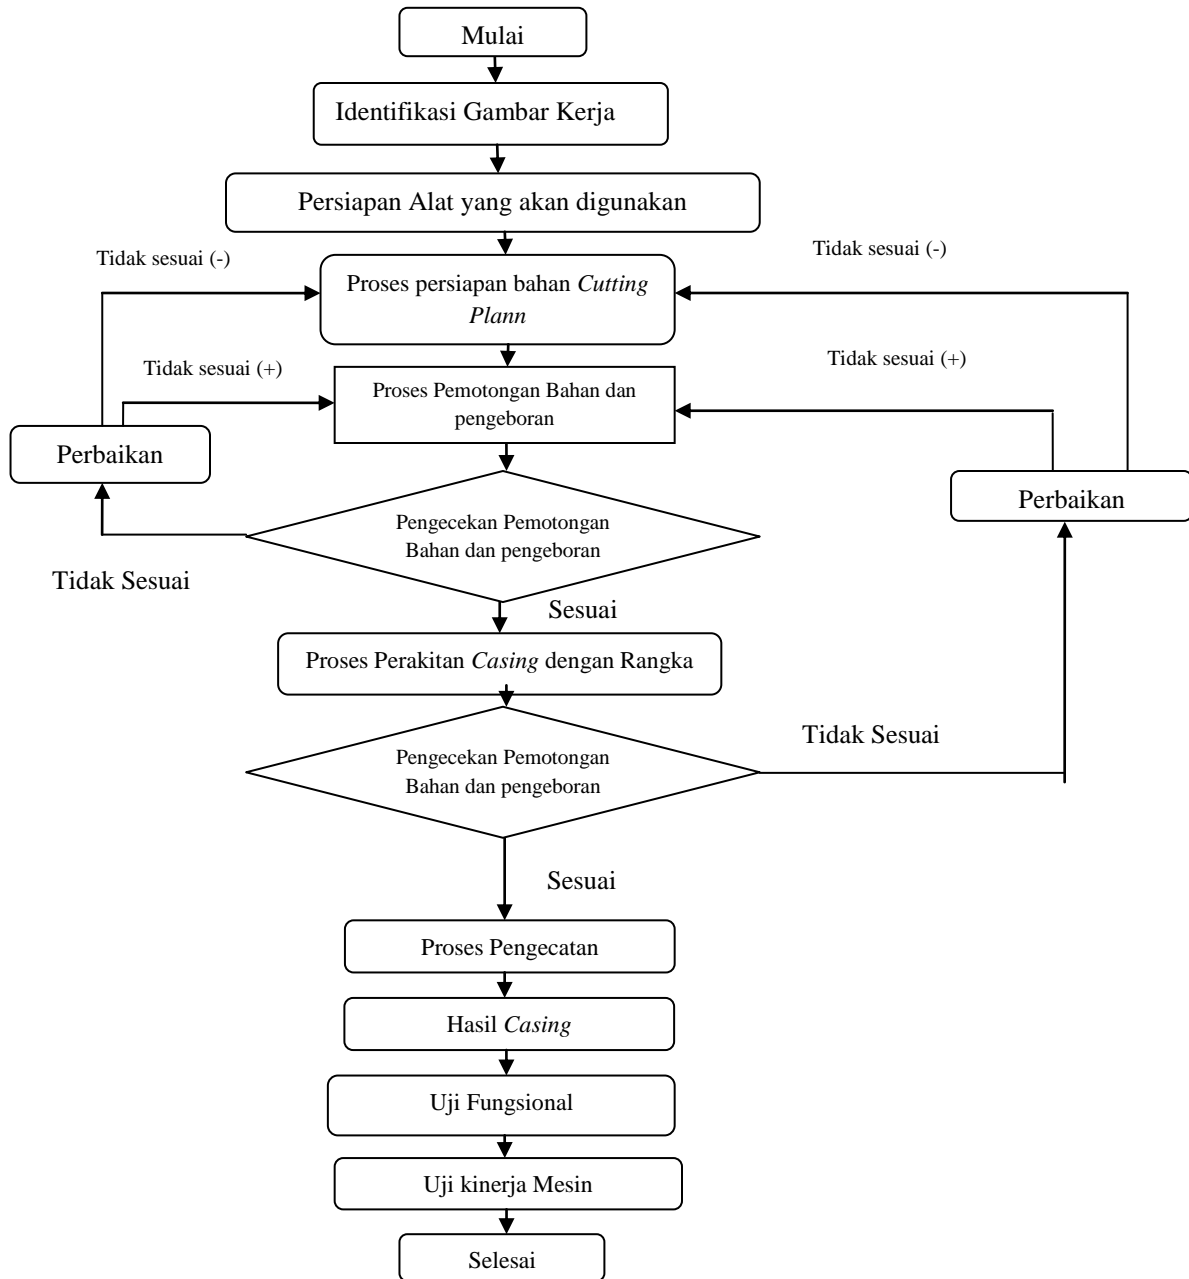 Mulai
Identifikasi Gambar Kerja
Persiapan Alat yang akan digunakan
Tidak sesuai (-)
Tidak sesuai (-)
Proses persiapan bahan Cutting
Plann
Tidak sesuai (+)
Tidak sesuai (+)
Proses Pemotongan Bahan dan
pengeboran
Perbaikan
Perbaikan
Pengecekan Pemotongan
Bahan dan pengeboran
Tidak Sesuai
Sesuai
Proses Perakitan Casing dengan Rangka
Tidak Sesuai
Pengecekan Pemotongan
Bahan dan pengeboran
Sesuai
Proses Pengecatan
Hasil Casing
Uji Fungsional
Uji kinerja Mesin
Selesai